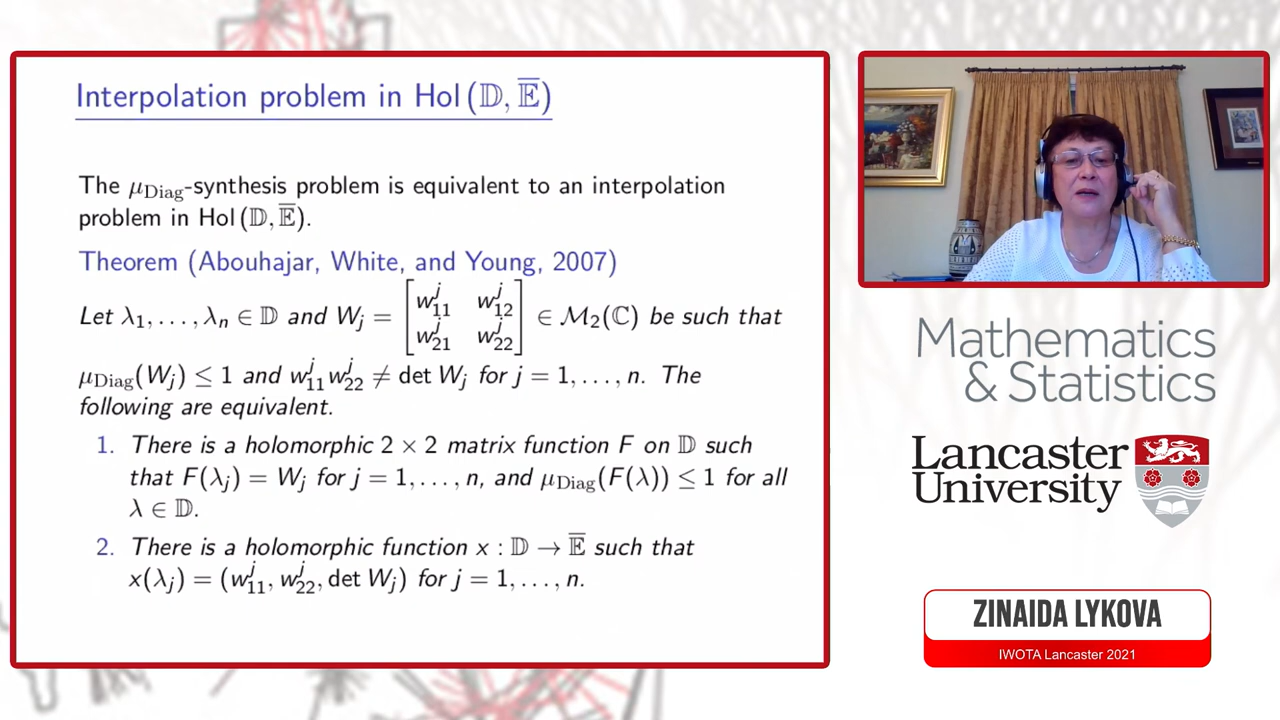 Interpolation problem in Hol(𝔻, 𝔼̅)
The μ_Diag-synthesis problem is equivalent to an interpolation
problem in Hol(𝔻, 𝔼̅).
Theorem (Abouhajar, White, and Young, 2007)
Let λ₁, . . . , λₙ ∈ 𝔻 and W_j = [w^j_11 w^j_12; w^j_21 w^j_22] ∈ ℳ₂(ℂ) be such that
μ_Diag(W_j) ≤ 1 and w^j_11 w^j_22 ≠ det W_j for j = 1, . . . , n. The
following are equivalent.
1. There is a holomorphic 2 × 2 matrix function F on 𝔻 such
that F(λ_j) = W_j for j = 1, . . . , n, and μ_Diag(F(λ)) ≤ 1 for all
λ ∈ 𝔻.
2. There is a holomorphic function x : 𝔻 → 𝔼̅ such that
x(λ_j) = (w^j_11, w^j_22, det W_j) for j = 1, . . . , n.
Mathematics
& Statistics
Lancaster
University
ZINAIDA LYKOVA
IWOTA Lancaster 2021